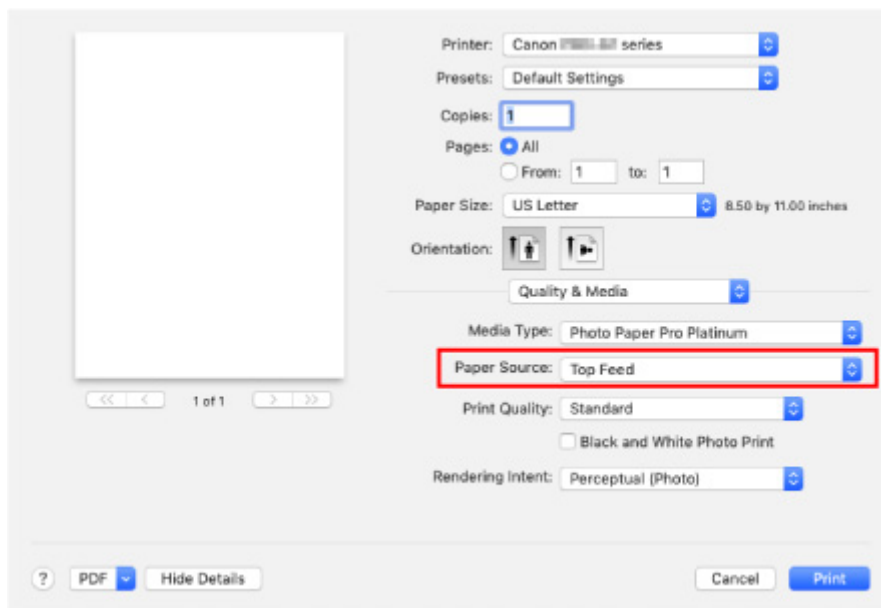 Printer: Canon series
Presets: Default Settings
Copies: 1
Pages: All
From: 1 to: 1
Paper Size: US Letter 8.50 by 11.00 inches
Orientation:
Quality & Media
Media Type: Photo Paper Pro Platinum
Paper Source: Top Feed
1 of 1
Print Quality: Standard
Black and White Photo Print
Rendering Intent: Perceptual (Photo)
? PDF Hide Details Cancel Print